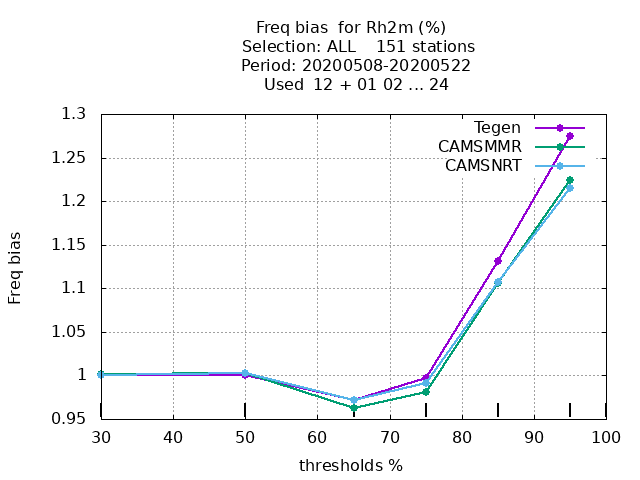 Freq bias  for Rh2m (%)
Selection: ALL    151 stations
Period: 20200508-20200522
Used  12 + 01 02 ... 24
Tegen
CAMSMMR
CAMSNRT
1.3
1.25
1.2
1.15
1.1
1.05
1
0.95
Freq bias
30 40 50 60 70 80 90 100
thresholds %